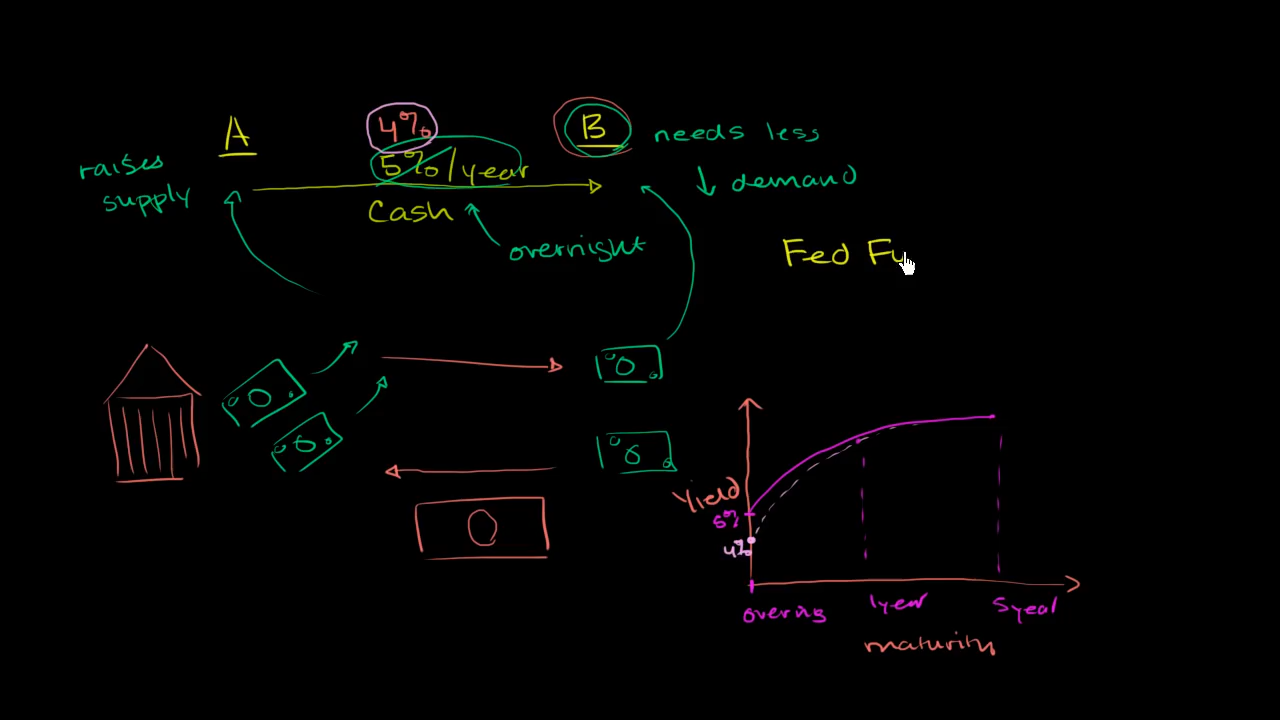 A
4%
B
needs less
raises
supply
5%/year
↓ demand
Cash
overnight
Fed Fu
Yield
5%
4%
overnig
1year
5year
maturity